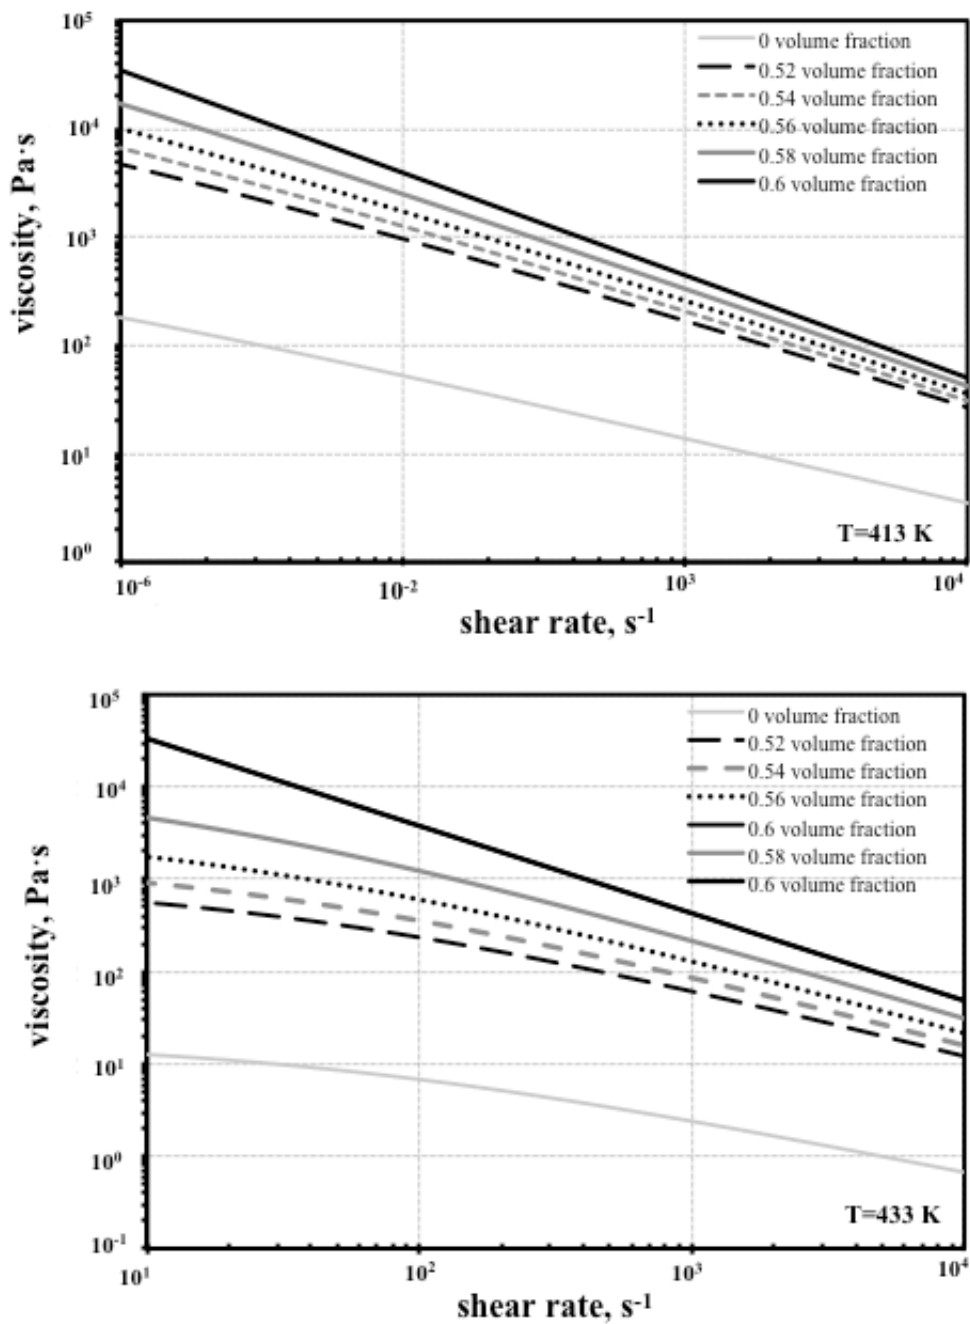 10⁵
0 volume fraction
0.52 volume fraction
0.54 volume fraction
0.56 volume fraction
0.58 volume fraction
0.6 volume fraction
10⁴
10³
10²
10¹
10⁰
viscosity, Pa·s
T=413 K
10⁻⁶
10⁻²
10³
10⁴
shear rate, s⁻¹
10⁵
0 volume fraction
0.52 volume fraction
0.54 volume fraction
0.56 volume fraction
0.6 volume fraction
0.58 volume fraction
0.6 volume fraction
10⁴
10³
10²
10¹
10⁰
10⁻¹
viscosity, Pa·s
T=433 K
10¹
10²
10³
10⁴
shear rate, s⁻¹